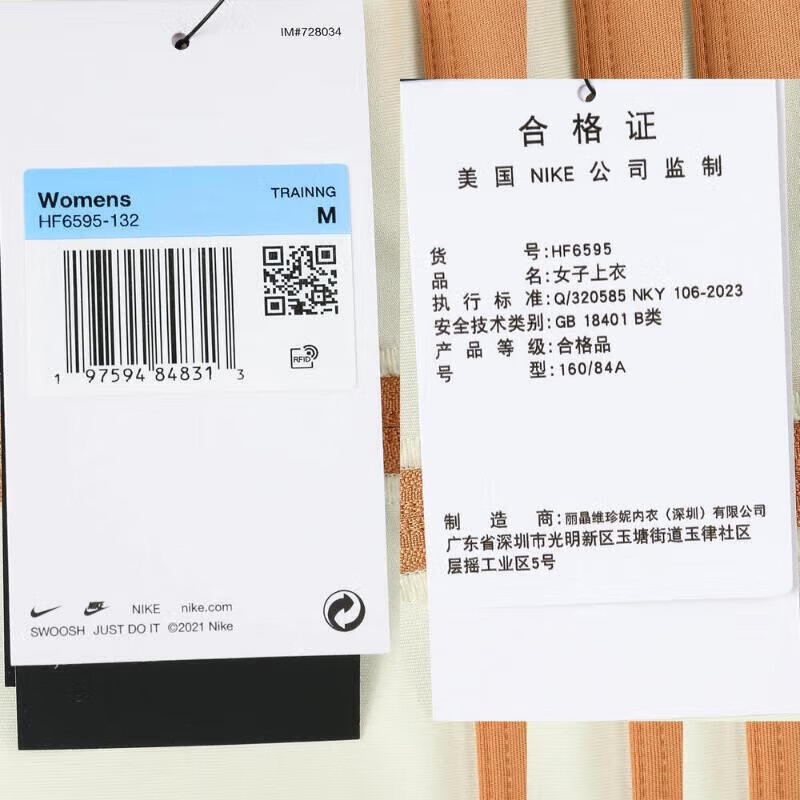 IM#728034
Womens
TRAINNG
HF6595-132
M
1 97594 84831 3
RFID
NIKE nike.com
SWOOSH JUST DO IT ©2021 Nike
合格证
美国NIKE公司监制
货号:HF6595
品名:女子上衣
执行标准:Q/320585 NKY 106-2023
安全技术类别:GB 18401 B类
产品等级:合格品
号型:160/84A
制造商:丽晶维珍妮内衣（深圳）有限公司
广东省深圳市光明新区玉塘街道玉律社区
层摇工业区5号